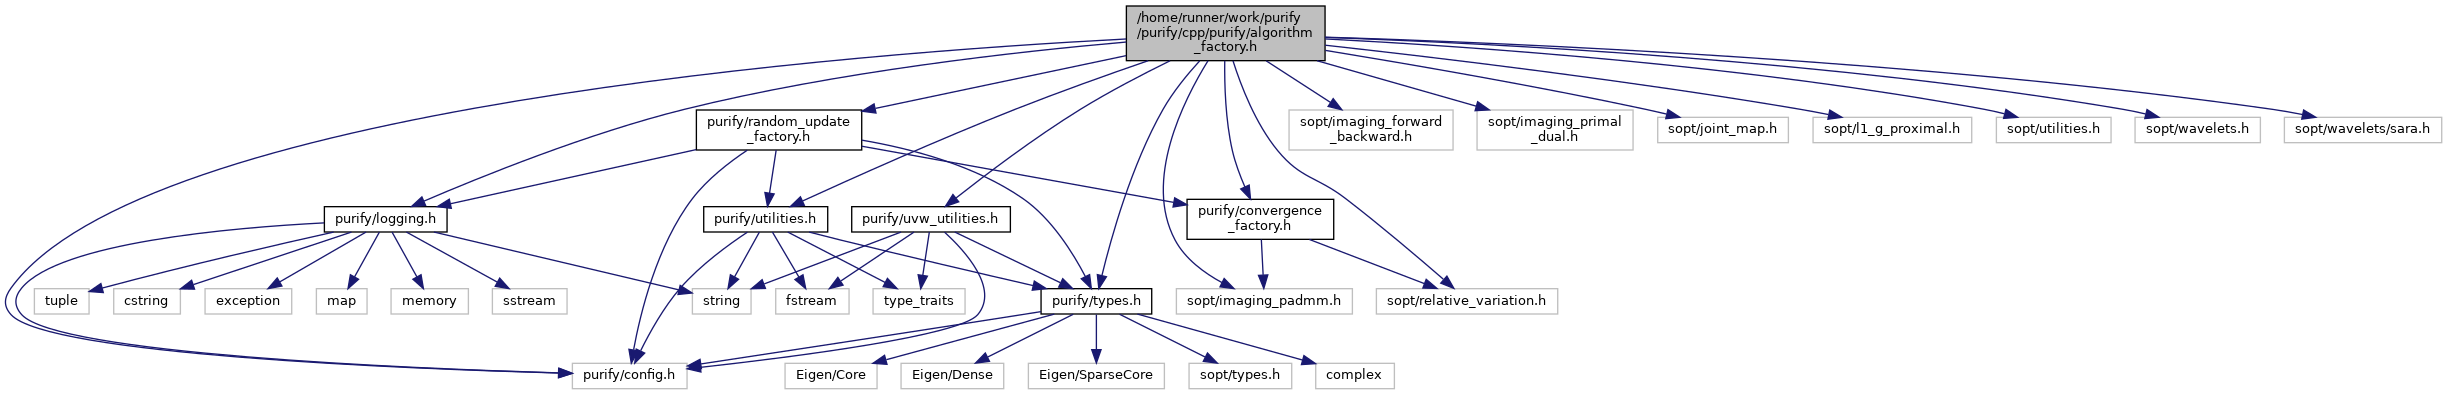 /home/runner/work/purify
/purify/cpp/purify/algorithm
_factory.h
purify/random_update
_factory.h
sopt/imaging_forward
_backward.h
sopt/imaging_primal
_dual.h
sopt/joint_map.h
sopt/l1_g_proximal.h
sopt/utilities.h
sopt/wavelets.h
sopt/wavelets/sara.h
purify/logging.h
purify/utilities.h
purify/uvw_utilities.h
purify/convergence
_factory.h
tuple
cstring
exception
map
memory
sstream
string
fstream
type_traits
purify/types.h
sopt/imaging_padmm.h
sopt/relative_variation.h
purify/config.h
Eigen/Core
Eigen/Dense
Eigen/SparseCore
sopt/types.h
complex